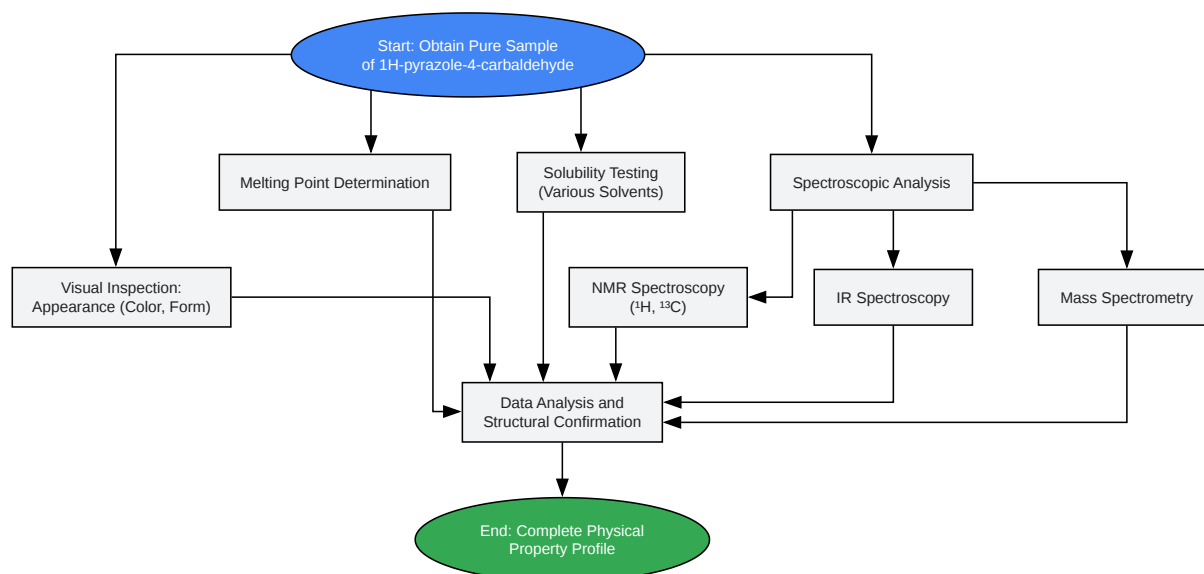 Start: Obtain Pure Sample
of 1H-pyrazole-4-carbaldehyde
Melting Point Determination
Solubility Testing
(Various Solvents)
Spectroscopic Analysis
Visual Inspection:
Appearance (Color, Form)
NMR Spectroscopy
(¹H, ¹³C)
IR Spectroscopy
Mass Spectrometry
Data Analysis and
Structural Confirmation
End: Complete Physical
Property Profile